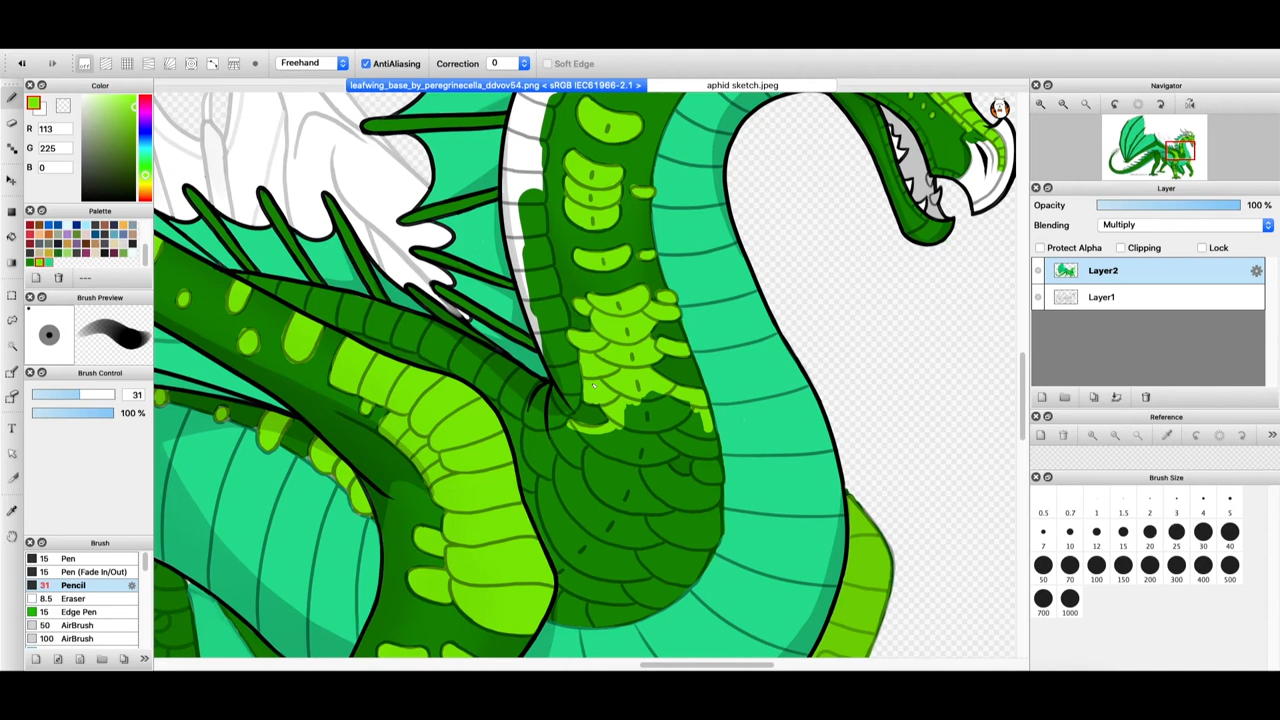 off
Freehand
AntiAliasing
Correction
0
Soft Edge
Color
leafwing_base_by_peregrinecella_ddvov54.png < sRGB IEC61966-2.1 >
aphid sketch.jpeg
Navigator
R 113
G 225
B 0
Layer
Opacity 100 %
Palette
Blending Multiply
Protect Alpha Clipping Lock
Layer2
---
Layer1
Brush Preview
Brush Control
31
100 %
Reference
Brush Size
0.5 0.7 1 1.5 2 3 4 5
7 10 12 15 20 25 30 40
50 70 100 150 200 300 400 500
700 1000
Brush
15 Pen
15 Pen (Fade In/Out)
31 Pencil
8.5 Eraser
15 Edge Pen
50 AirBrush
100 AirBrush